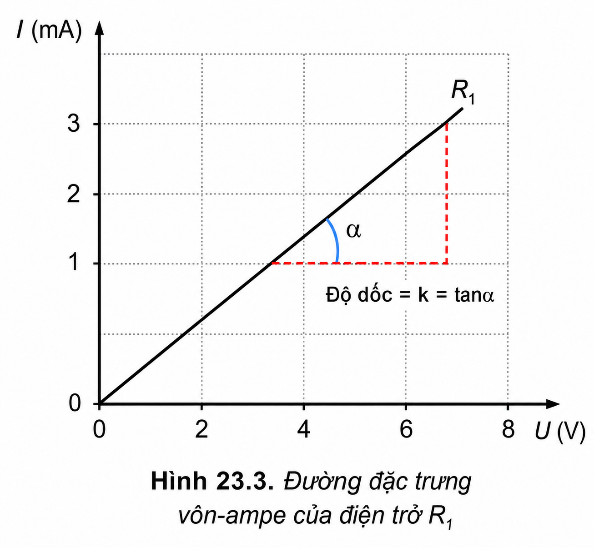 I (mA)
R₁
3
2
α
1
Độ dốc = k = tanα
0
0 2 4 6 8 U (V)
Hình 23.3. Đường đặc trưng
vôn-ampe của điện trở R₁